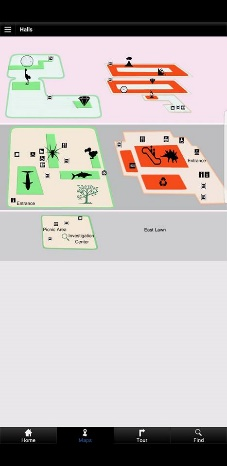 Halls
Entrance
Entrance
Picnic Area
Investigation
Center
East Lawn
Home
Maps
Tour
Find